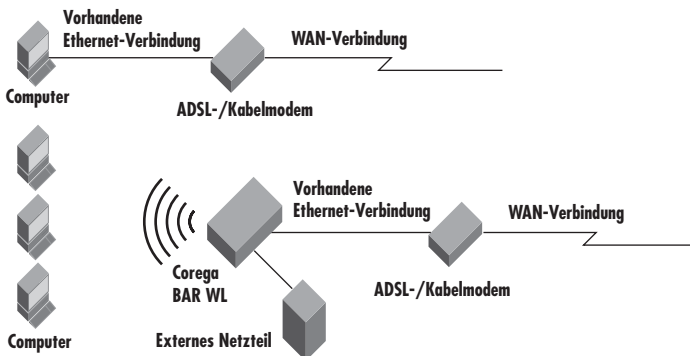 Vorhandene
Ethernet-Verbindung
WAN-Verbindung
Computer
ADSL-/Kabelmodem
Vorhandene
Ethernet-Verbindung
WAN-Verbindung
Corega
BAR WL
ADSL-/Kabelmodem
Computer
Externes Netzteil